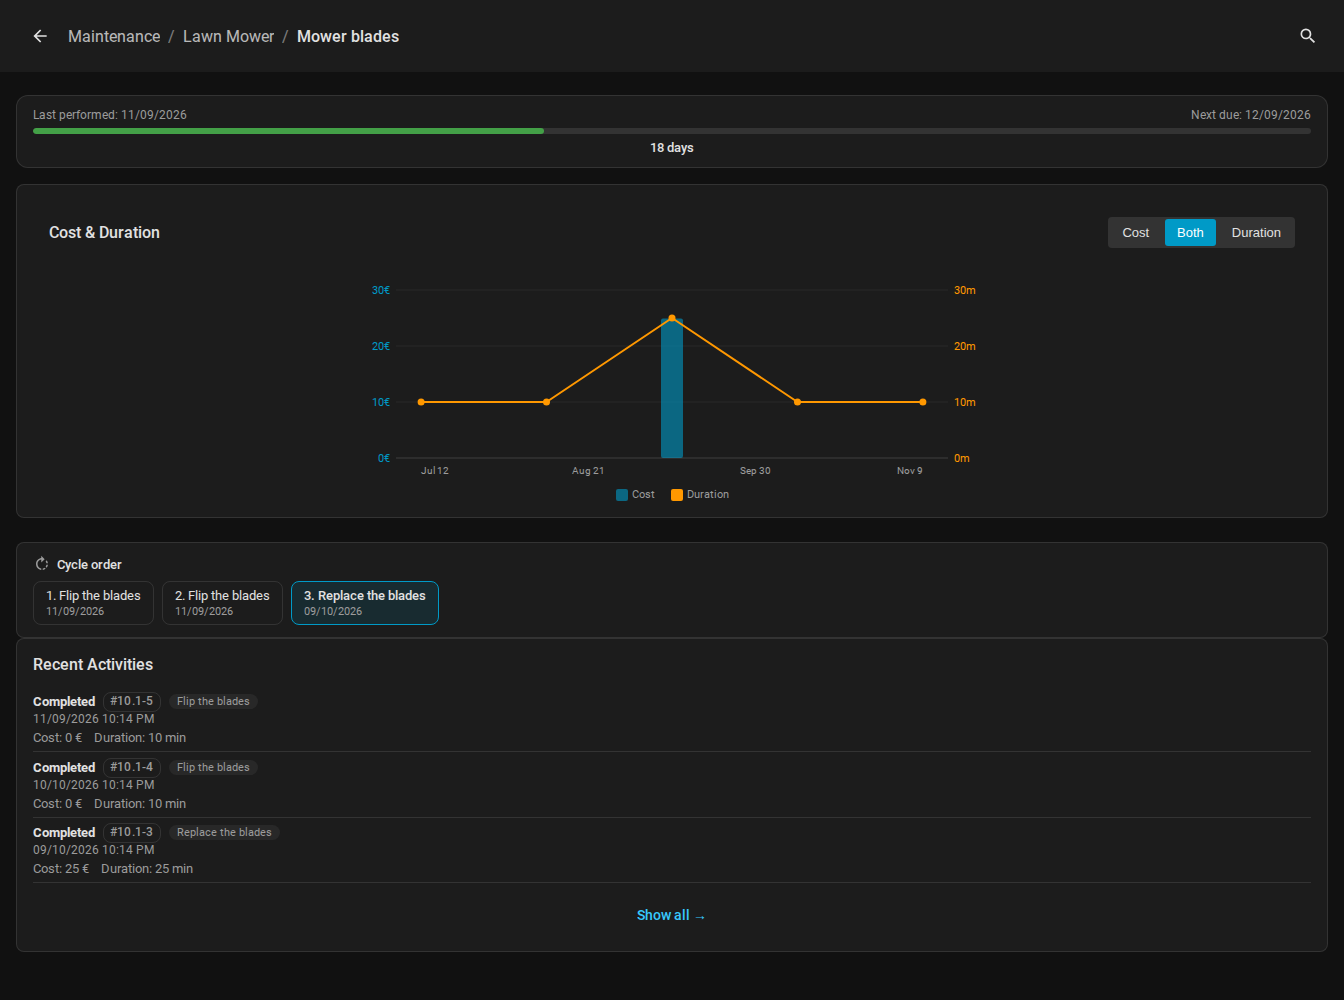 Maintenance / Lawn Mower / Mower blades
Last performed: 11/09/2026
Next due: 12/09/2026
18 days
Cost & Duration
Cost Both Duration
30€ 30m
20€ 20m
10€ 10m
0€ 0m
Jul 12 Aug 21 Sep 30 Nov 9
Cost Duration
Cycle order
1. Flip the blades
11/09/2026
2. Flip the blades
11/09/2026
3. Replace the blades
09/10/2026
Recent Activities
Completed #10.1-5 Flip the blades
11/09/2026 10:14 PM
Cost: 0 € Duration: 10 min
Completed #10.1-4 Flip the blades
10/10/2026 10:14 PM
Cost: 0 € Duration: 10 min
Completed #10.1-3 Replace the blades
09/10/2026 10:14 PM
Cost: 25 € Duration: 25 min
Show all →